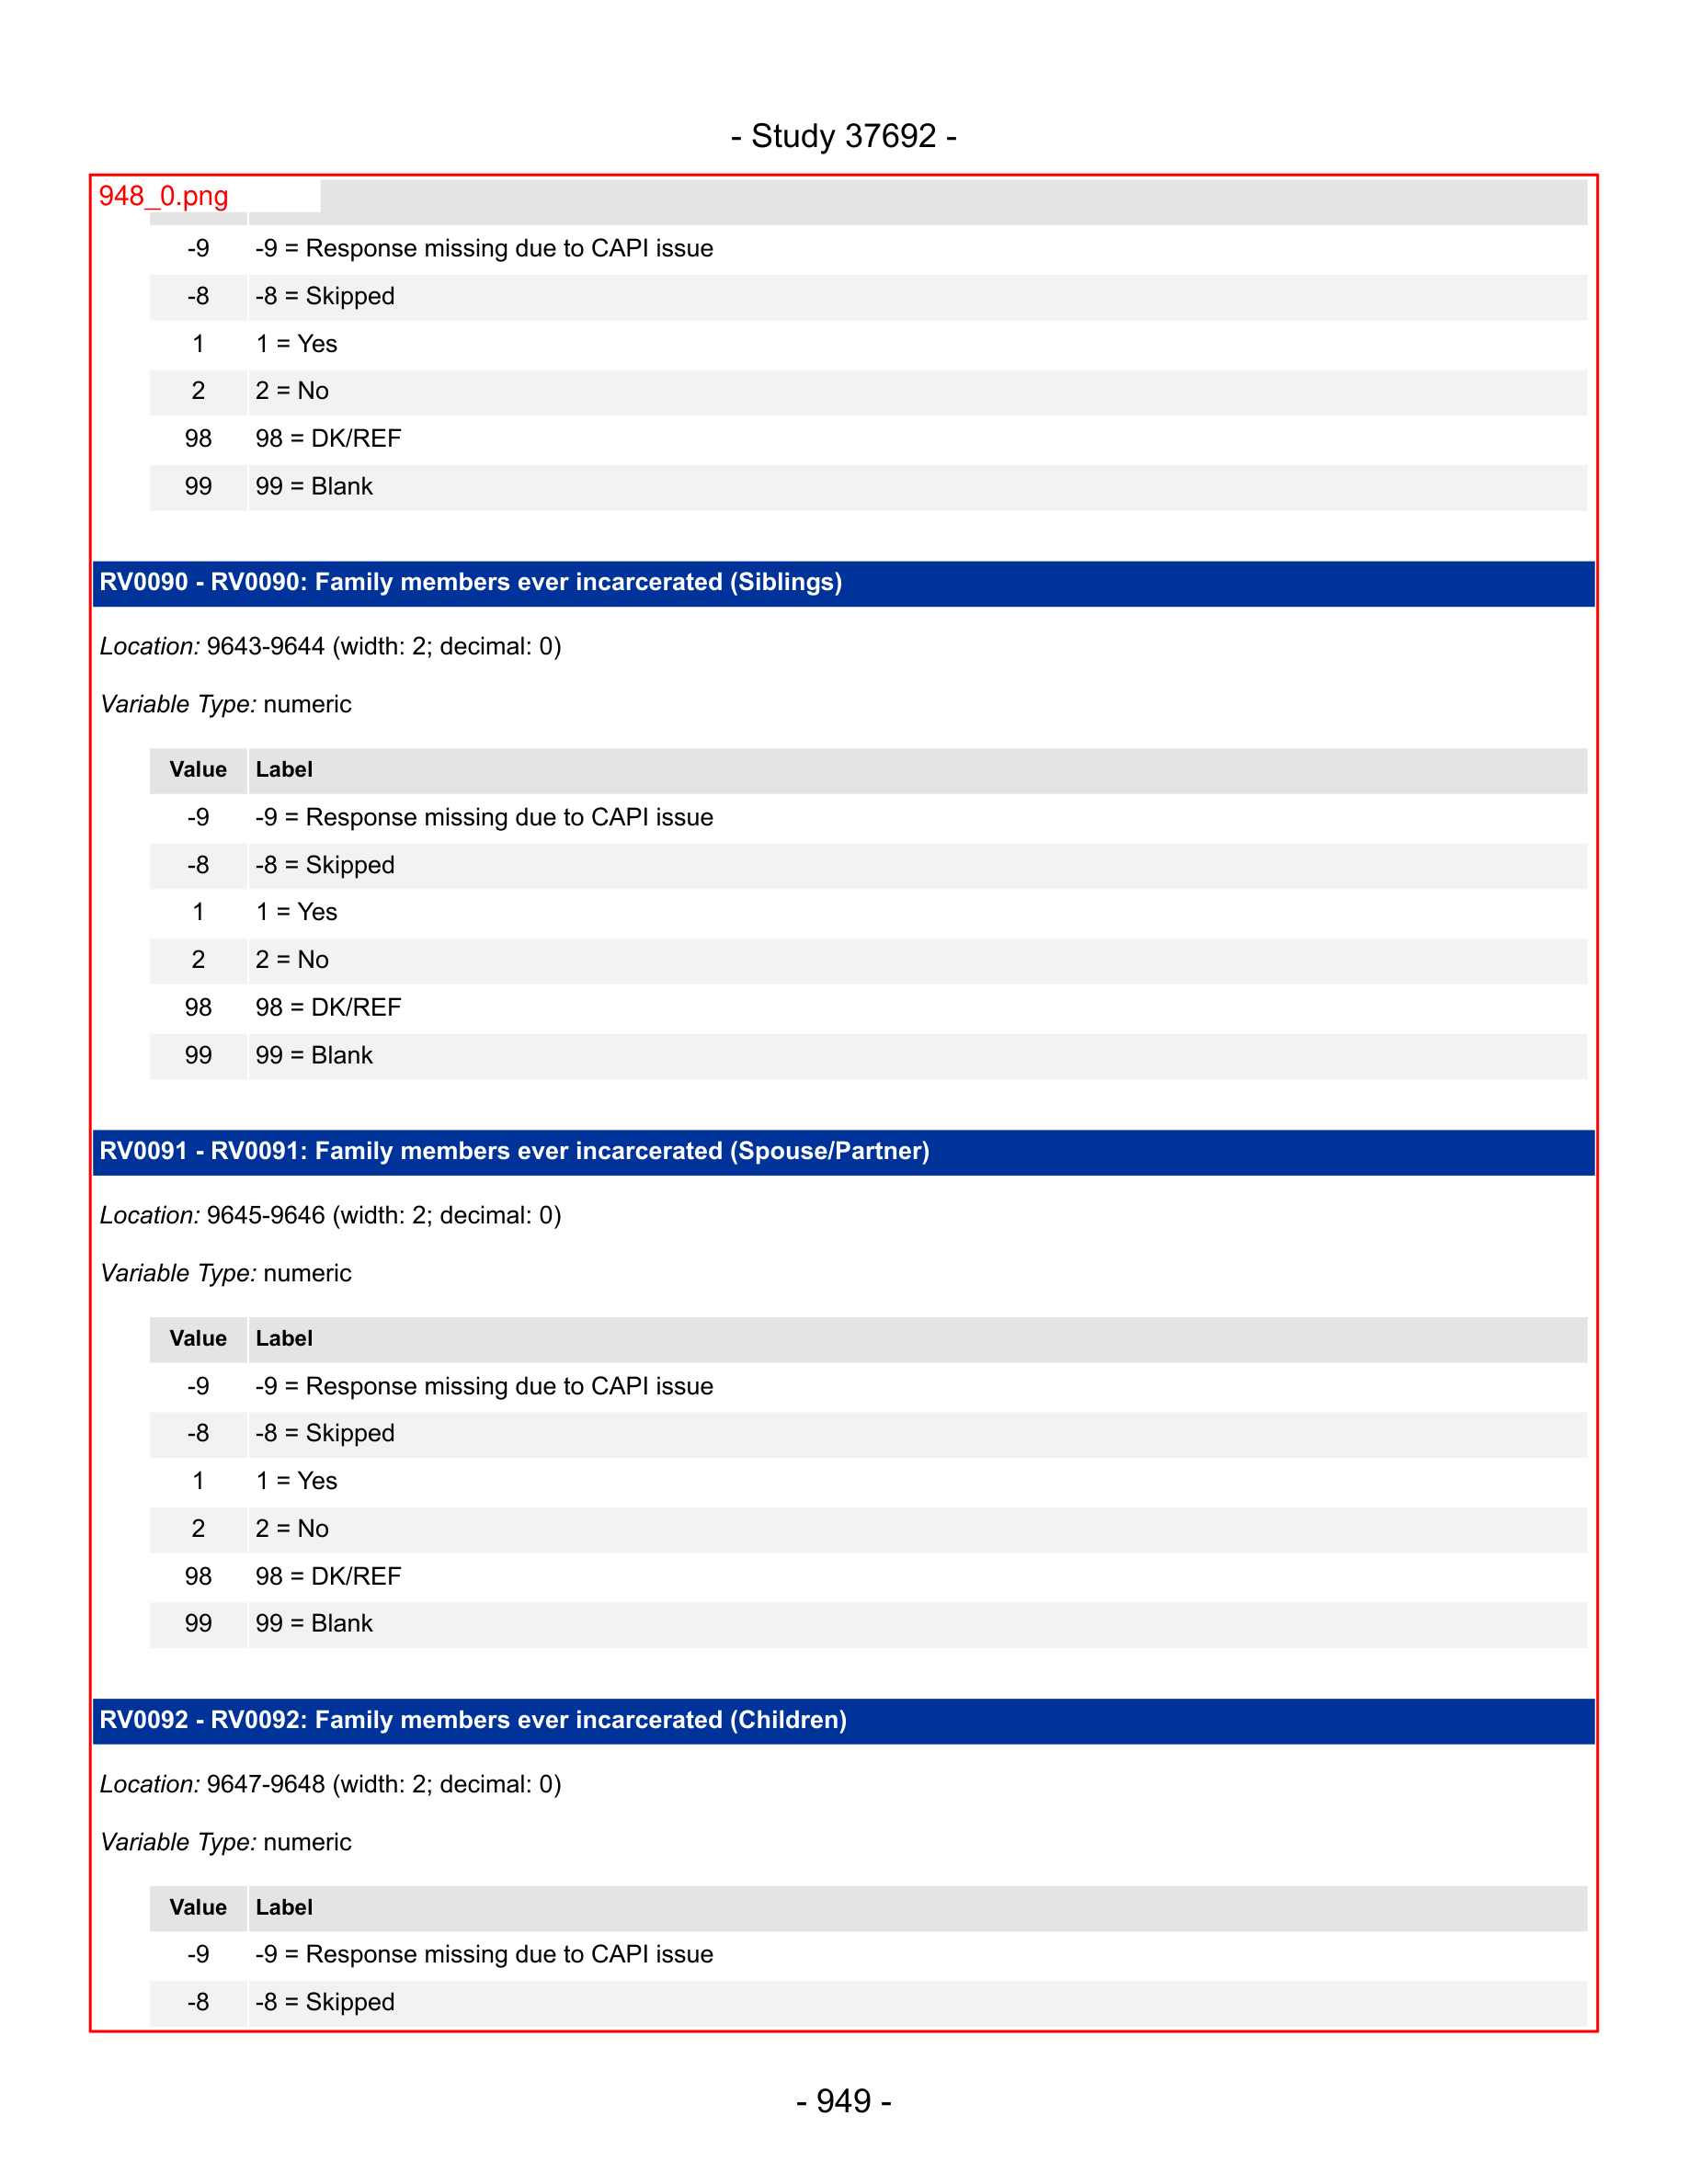 - Study 37692 -
948_0.png
-9 -9 = Response missing due to CAPI issue
-8 -8 = Skipped
1 1 = Yes
2 2 = No
98 98 = DK/REF
99 99 = Blank
RV0090 - RV0090: Family members ever incarcerated (Siblings)
Location: 9643-9644 (width: 2; decimal: 0)
Variable Type: numeric
Value Label
-9 -9 = Response missing due to CAPI issue
-8 -8 = Skipped
1 1 = Yes
2 2 = No
98 98 = DK/REF
99 99 = Blank
RV0091 - RV0091: Family members ever incarcerated (Spouse/Partner)
Location: 9645-9646 (width: 2; decimal: 0)
Variable Type: numeric
Value Label
-9 -9 = Response missing due to CAPI issue
-8 -8 = Skipped
1 1 = Yes
2 2 = No
98 98 = DK/REF
99 99 = Blank
RV0092 - RV0092: Family members ever incarcerated (Children)
Location: 9647-9648 (width: 2; decimal: 0)
Variable Type: numeric
Value Label
-9 -9 = Response missing due to CAPI issue
-8 -8 = Skipped
- 949 -